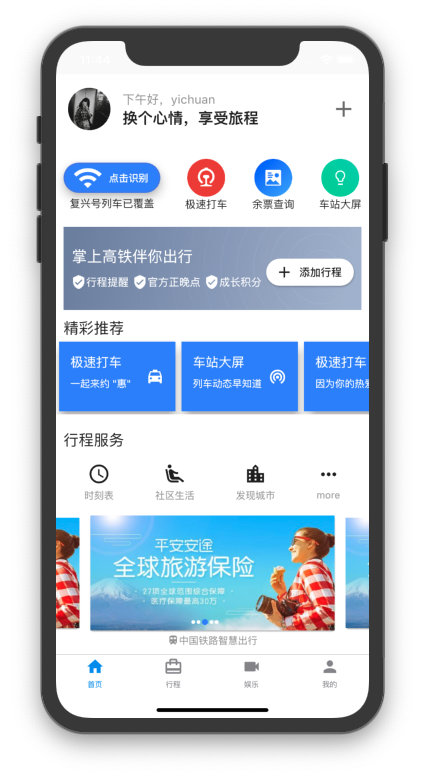 11:44
下午好，yichuan
换个心情，享受旅程
点击识别
复兴号列车已覆盖
极速打车
余票查询
车站大屏
掌上高铁伴你出行
行程提醒 官方正晚点 成长积分
添加行程
精彩推荐
极速打车
一起来约 "惠"
车站大屏
列车动态早知道
极速打车
因为你的热
行程服务
时刻表
社区生活
发现城市
more
平安安途
全球旅游保险
· 27项全球范围综合保障 ·
· 医疗保障最高30万 ·
中国铁路智慧出行
首页
行程
娱乐
我的